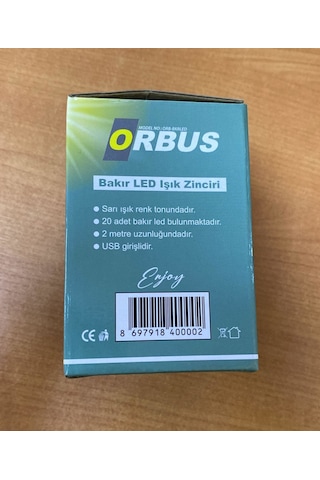 ORBUS
Bakır LED Işık Zinciri
● Sarı ışık renk tonundadır.
● 20 adet bakır led bulunmaktadır.
● 2 metre uzunluğundadır.
● USB girişlidir.
Enjoy
CE
8 697918 400002